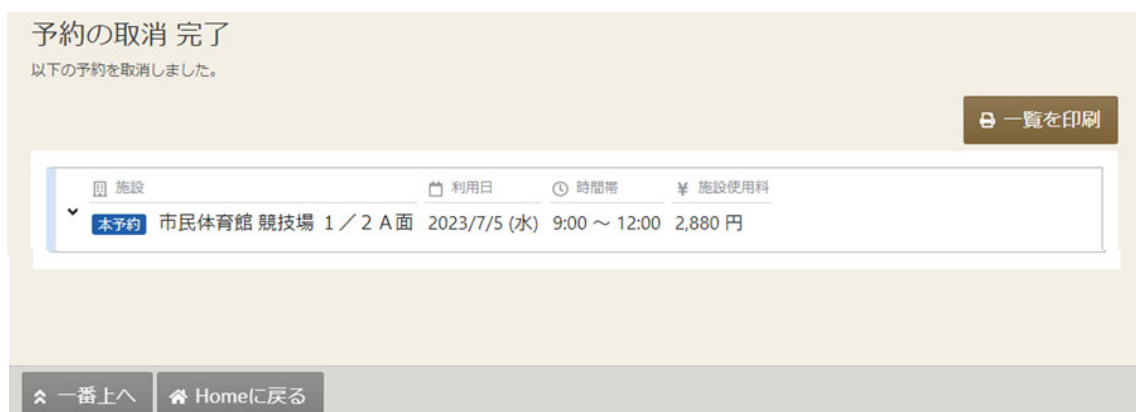 予約の取消 完了
以下の予約を取消しました。
一覧を印刷
施設 利用日 時間帯 ¥ 施設使用料
本予約 市民体育館 競技場 1／2 A面 2023/7/5 (水) 9:00 ～ 12:00 2,880 円
一番上へ Homeに戻る